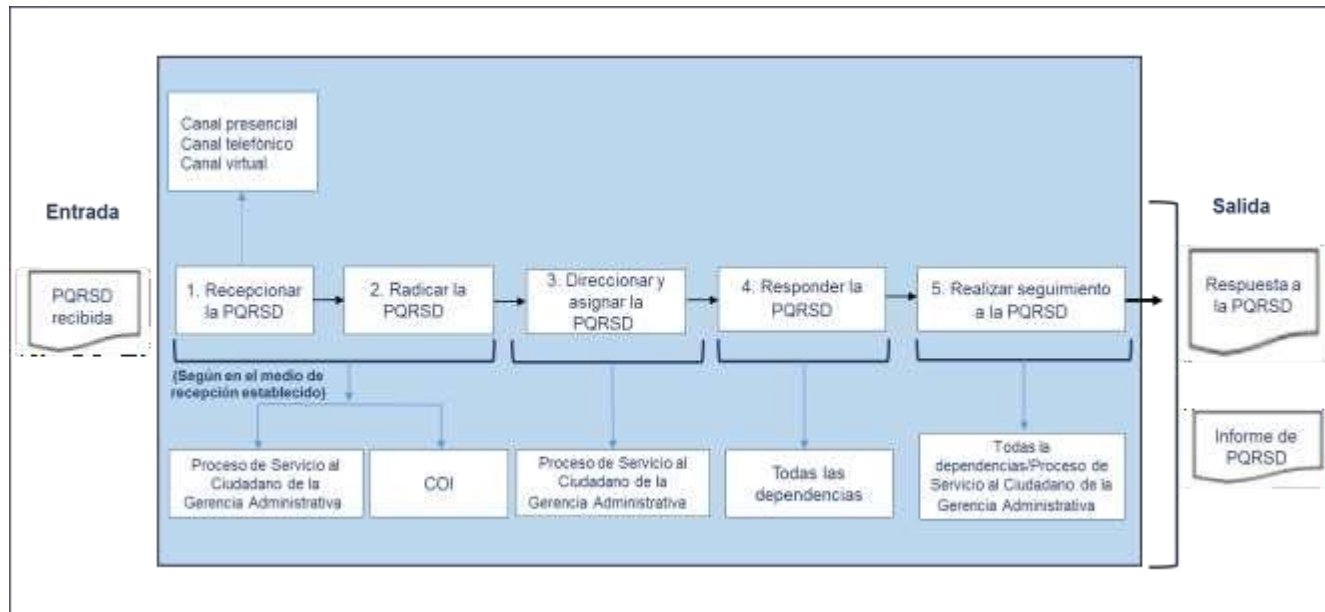 Canal presencial
Canal telefónico
Canal virtual
Entrada
Salida
PQRSD
recibida
1. Recepcionar
la PQRSD
2. Radicar la
PQRSD
3. Direccionar y
asignar la
PQRSD
4. Responder la
PQRSD
5. Realizar seguimiento
a la PQRSD
Respuesta a
la PQRSD
(Según en el medio de
recepción establecido)
Proceso de Servicio al
Ciudadano de la
Gerencia Administrativa
COI
Proceso de Servicio al
Ciudadano de la
Gerencia Administrativa
Todas las
dependencias
Todas la
dependencias/Proceso de
Servicio al Ciudadano de la
Gerencia Administrativa
Informe de
PQRSD